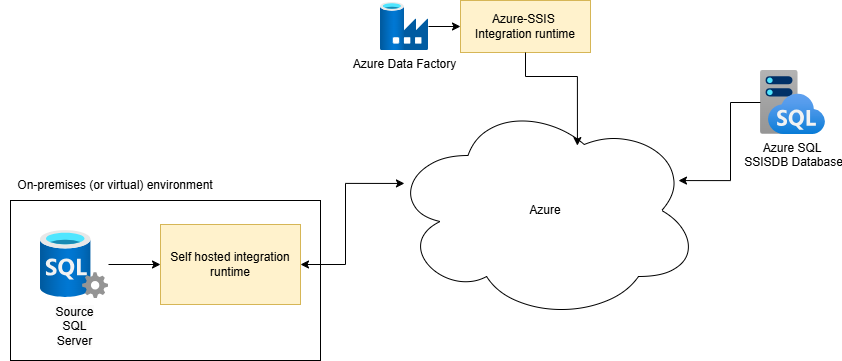 Azure-SSIS
Integration runtime
Azure Data Factory
SQL
Azure SQL
SSISDB Database
On-premises (or virtual) environment
Azure
SQL
Self hosted integration
runtime
Source
SQL
Server